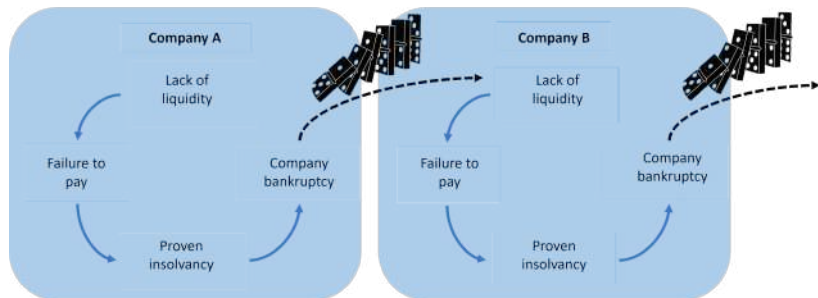 Company A
Lack of
liquidity
Failure to
pay
Company
bankruptcy
Proven
insolvancy
Company B
Lack of
liquidity
Failure to
pay
Company
bankruptcy
Proven
insolvancy